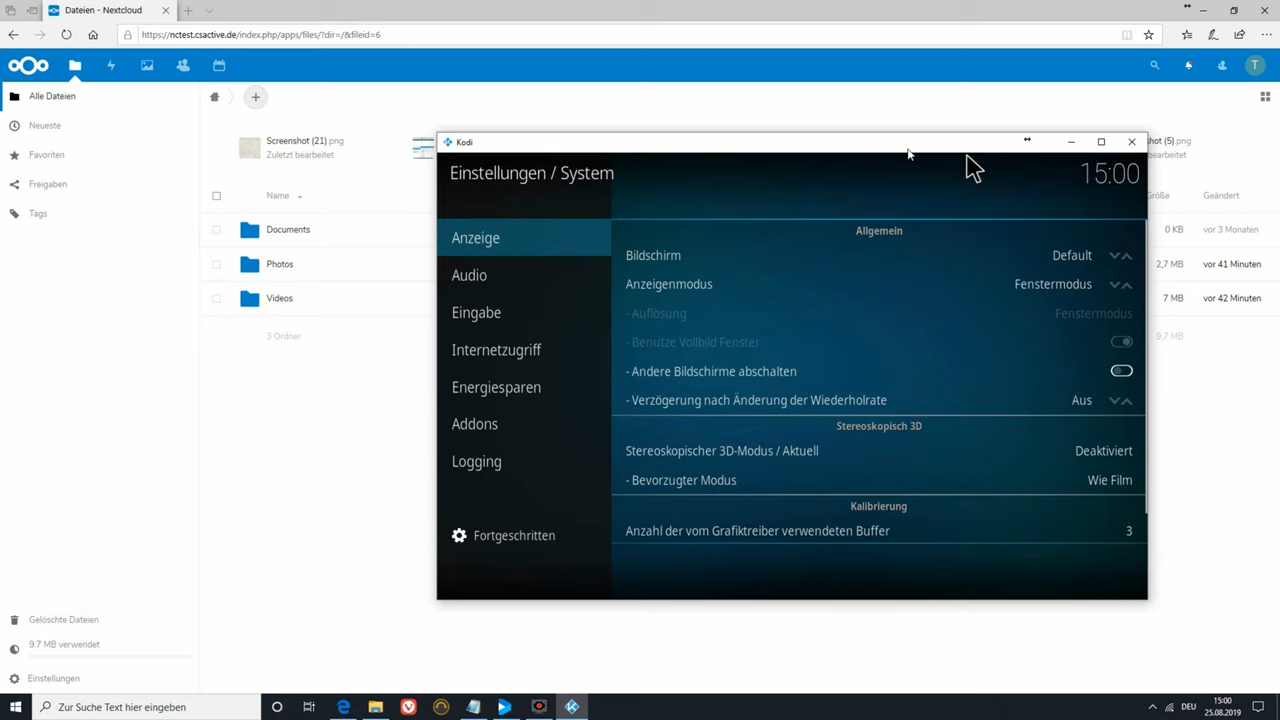 Dateien - Nextcloud
https://nctest.csactive.de/index.php/apps/files/?dir=/&fileid=6
T
Alle Dateien
Neueste
Favoriten
Freigaben
Tags
Screenshot (21).png
Zuletzt bearbeitet
shot (5).png
bearbeitet
Name
Größe
Geändert
Documents
0 KB
vor 3 Monaten
Photos
2,7 MB
vor 41 Minuten
Videos
7 MB
vor 42 Minuten
3 Ordner
9,7 MB
Kodi
Einstellungen / System
15:00
Anzeige
Audio
Eingabe
Internetzugriff
Energiesparen
Addons
Logging
Fortgeschritten
Allgemein
Bildschirm
Default
Anzeigenmodus
Fenstermodus
- Auflösung
Fenstermodus
- Benutze Vollbild Fenster
- Andere Bildschirme abschalten
- Verzögerung nach Änderung der Wiederholrate
Aus
Stereoskopisch 3D
Stereoskopischer 3D-Modus / Aktuell
Deaktiviert
- Bevorzugter Modus
Wie Film
Kalibrierung
Anzahl der vom Grafiktreiber verwendeten Buffer
3
Gelöschte Dateien
9.7 MB verwendet
Einstellungen
Zur Suche Text hier eingeben
DEU
15:00
25.08.2019